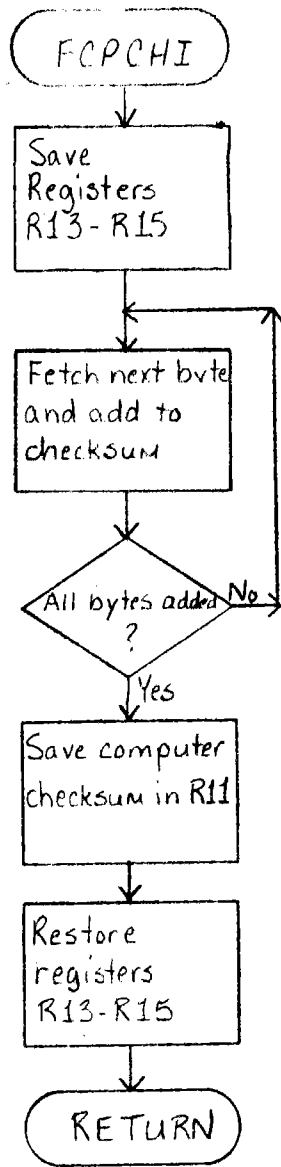 FCPCHI
Save
Registers
R13 - R15
Fetch next byte
and add to
checksum
All bytes added
?
No
Yes
Save computer
checksum in R11
Restore
registers
R13-R15
RETURN